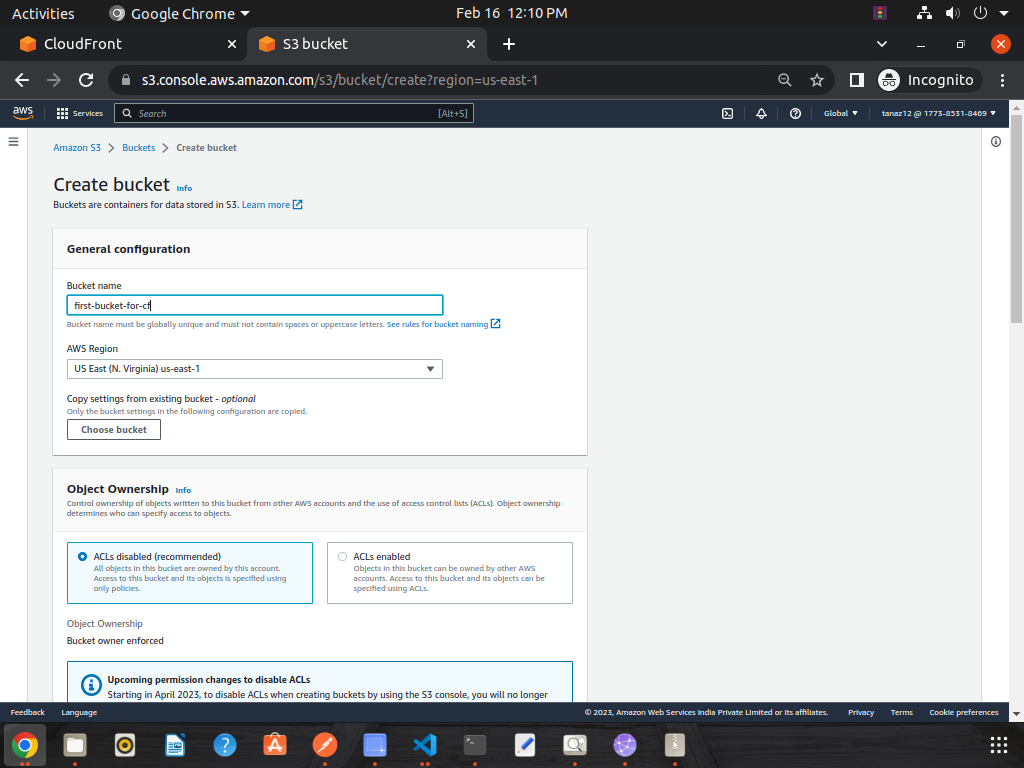 Activities
Google Chrome
Feb 16 12:10 PM
CloudFront
S3 bucket
s3.console.aws.amazon.com/s3/bucket/create?region=us-east-1
Incognito
aws
Services
Search
[Alt+S]
Global
tanaz12 @ 1773-8531-8469
Amazon S3 > Buckets > Create bucket
Create bucket Info
Buckets are containers for data stored in S3. Learn more
General configuration
Bucket name
first-bucket-for-cf
Bucket name must be globally unique and must not contain spaces or uppercase letters. See rules for bucket naming
AWS Region
US East (N. Virginia) us-east-1
Copy settings from existing bucket - optional
Only the bucket settings in the following configuration are copied.
Choose bucket
Object Ownership Info
Control ownership of objects written to this bucket from other AWS accounts and the use of access control lists (ACLs). Object ownership
determines who can specify access to objects.
ACLs disabled (recommended)
All objects in this bucket are owned by this account.
Access to this bucket and its objects is specified using
only policies.
ACLs enabled
Objects in this bucket can be owned by other AWS
accounts. Access to this bucket and its objects can be
specified using ACLs.
Object Ownership
Bucket owner enforced
Upcoming permission changes to disable ACLs
Starting in April 2023, to disable ACLs when creating buckets by using the S3 console, you will no longer
Feedback
Language
© 2023, Amazon Web Services India Private Limited or its affiliates.
Privacy
Terms
Cookie preferences